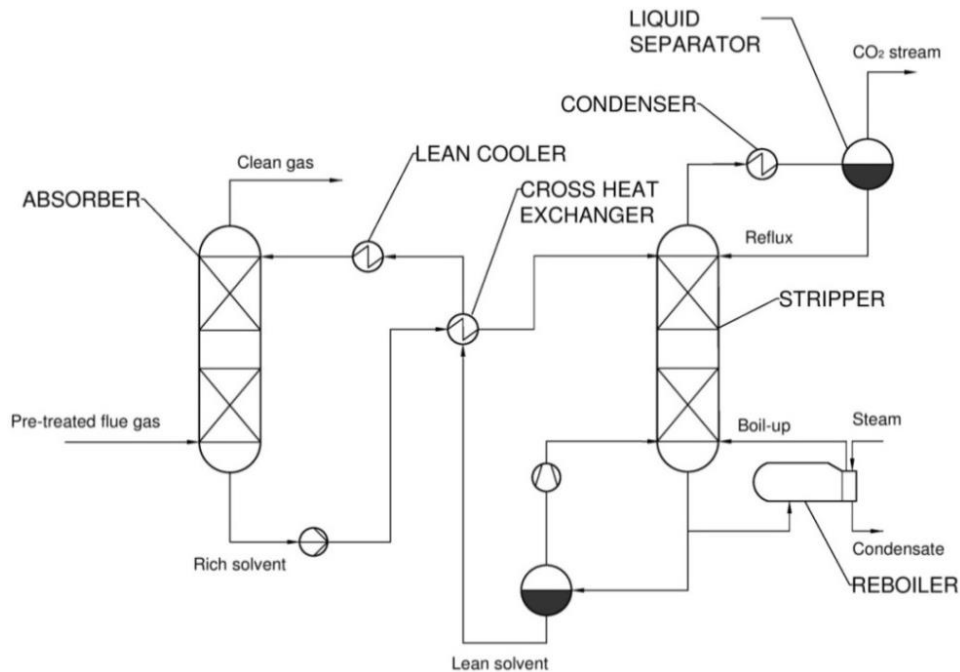 LIQUID
SEPARATOR
CO₂ stream
CONDENSER
Clean gas
LEAN COOLER
ABSORBER
CROSS HEAT
EXCHANGER
Reflux
STRIPPER
Pre-treated flue gas
Boil-up
Steam
Rich solvent
Condensate
REBOILER
Lean solvent